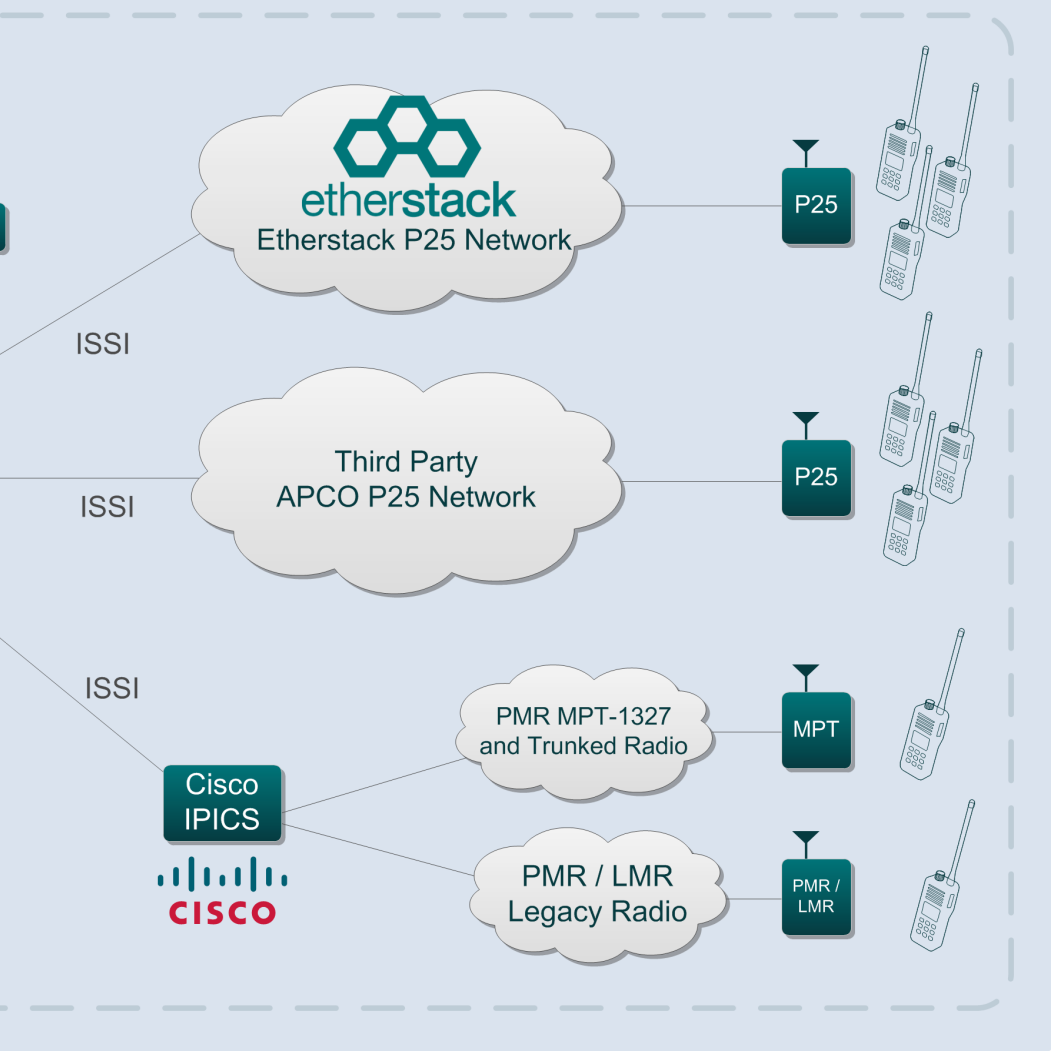 etherstack
Etherstack P25 Network
P25
ISSI
Third Party
APCO P25 Network
P25
ISSI
ISSI
PMR MPT-1327
and Trunked Radio
MPT
Cisco
IPICS
CISCO
PMR / LMR
Legacy Radio
PMR /
LMR